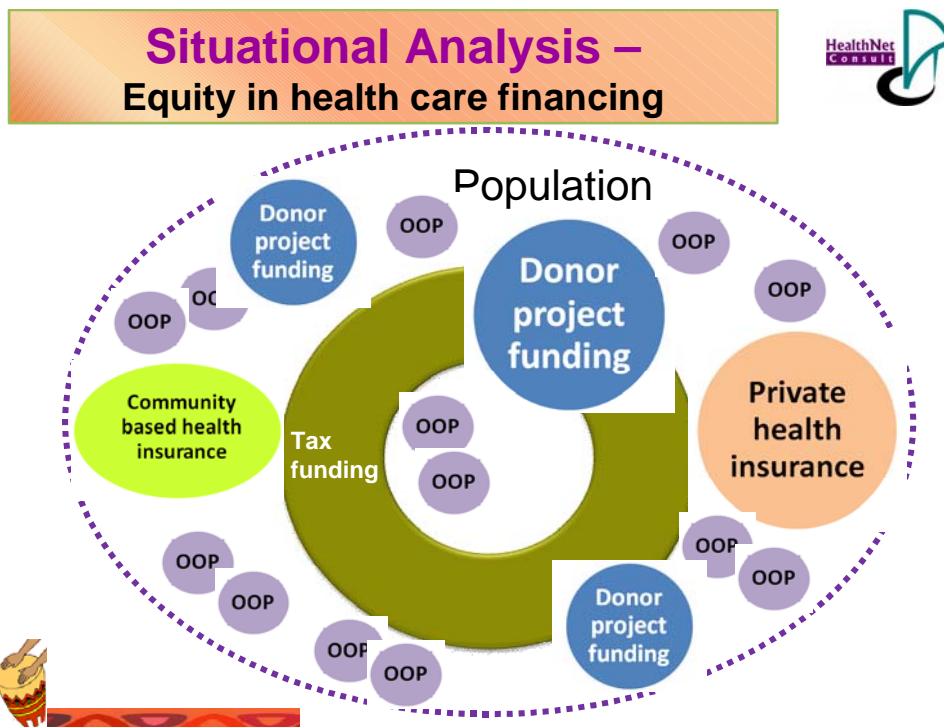 Situational Analysis –
Equity in health care financing
HealthNet
Consult
Population
Donor
project
funding
OOP
OOP
Donor
project
funding
OOP
OOP
OOP
Community
based health
insurance
Tax
funding
OOP
OOP
Private
health
insurance
OOP
OOP
OOP
OOP
OOP
OOP
Donor
project
funding